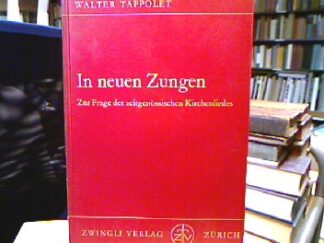 WALTER TAPPOLET
In neuen Zungen
Zur Frage des zeitgenössischen Kirchenliedes
ZWINGLI VERLAG ZÜRICH